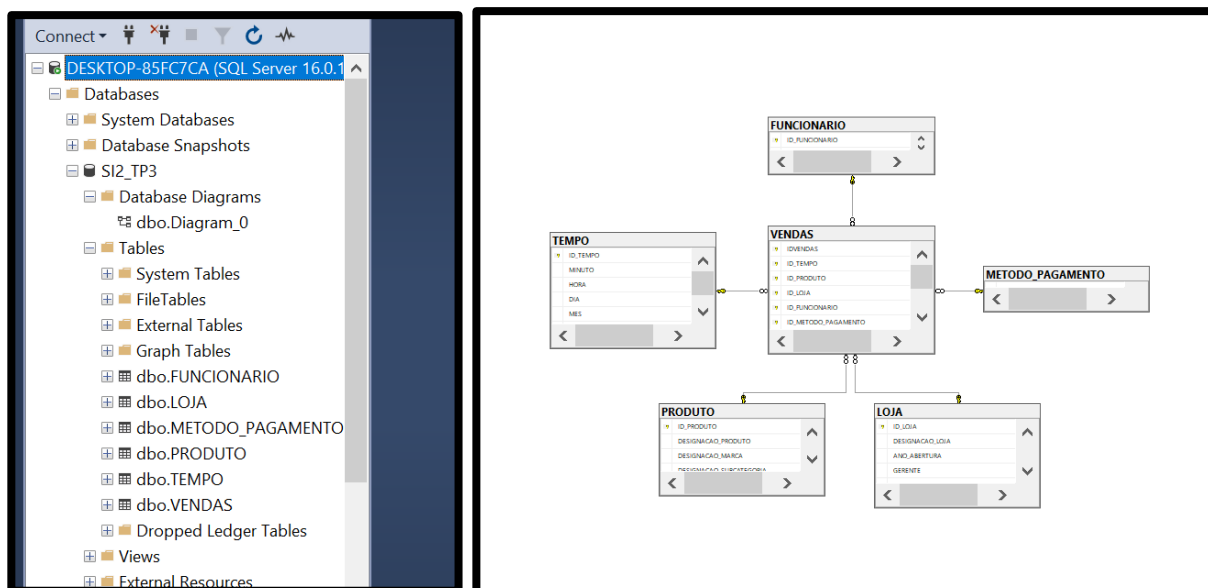 Connect
DESKTOP-85FC7CA (SQL Server 16.0.1
Databases
System Databases
Database Snapshots
SI2_TP3
Database Diagrams
dbo.Diagram_0
Tables
System Tables
FileTables
External Tables
Graph Tables
dbo.FUNCIONARIO
dbo.LOJA
dbo.METODO_PAGAMENTO
dbo.PRODUTO
dbo.TEMPO
dbo.VENDAS
Dropped Ledger Tables
Views
External Resources
FUNCIONARIO
ID_FUNCIONARIO
TEMPO
ID_TEMPO
MINUTO
HORA
DIA
MES
VENDAS
IDVENDAS
ID_TEMPO
ID_PRODUTO
ID_LOJA
ID_FUNCIONARIO
ID_METODO_PAGAMENTO
METODO_PAGAMENTO
PRODUTO
ID_PRODUTO
DESIGNACAO_PRODUTO
DESIGNACAO_MARCA
DESIGNACAO_SUBCATEGORIA
LOJA
ID_LOJA
DESIGNACAO_LOJA
ANO_ABERTURA
GERENTE